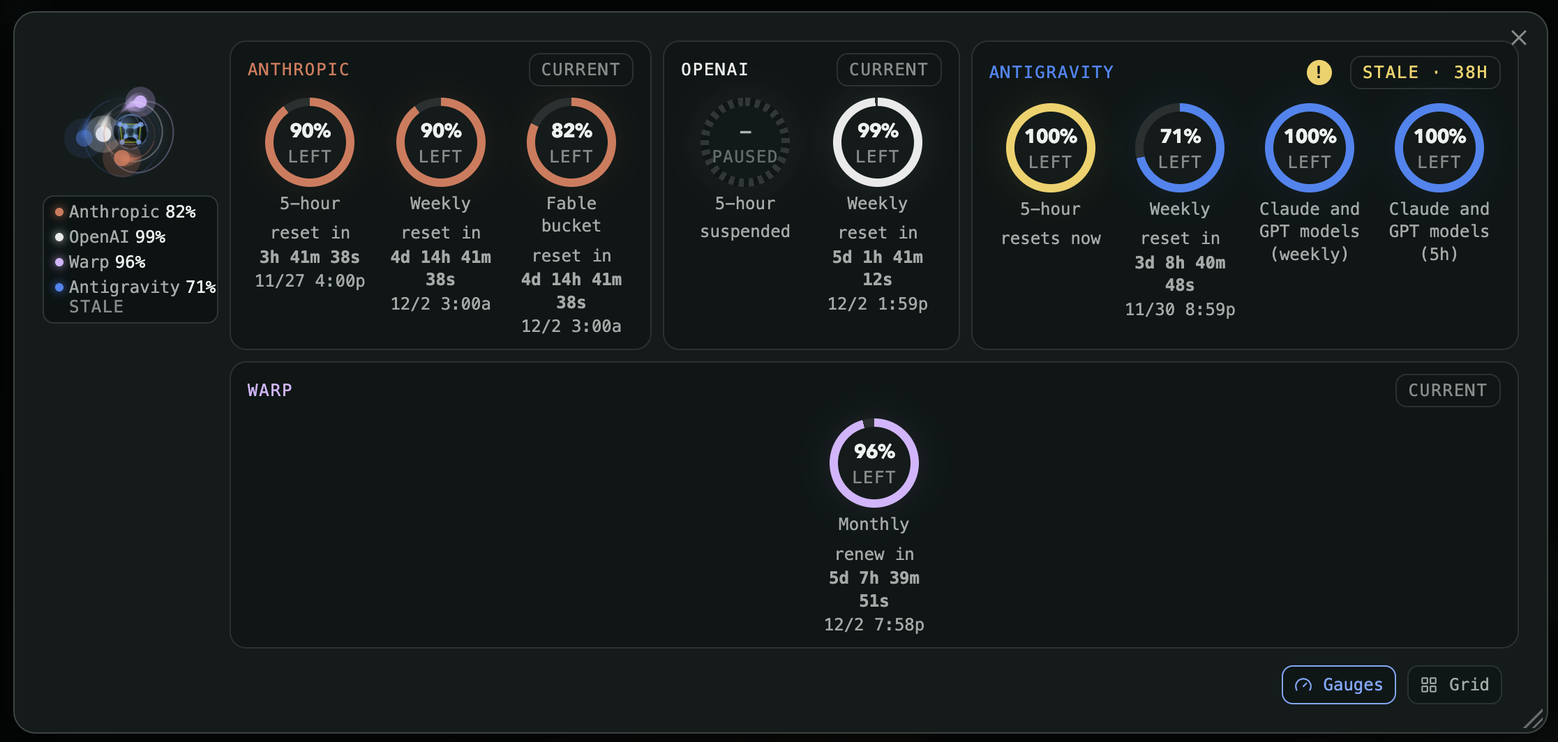 Anthropic 82%
OpenAI 99%
Warp 96%
Antigravity 71%
STALE
ANTHROPIC
CURRENT
90%
LEFT
5-hour
reset in
3h 41m 38s
11/27 4:00p
90%
LEFT
Weekly
reset in
4d 14h 41m
38s
12/2 3:00a
82%
LEFT
Fable
bucket
reset in
4d 14h 41m
38s
12/2 3:00a
OPENAI
CURRENT
–
PAUSED
5-hour
suspended
99%
LEFT
Weekly
reset in
5d 1h 41m
12s
12/2 1:59p
ANTIGRAVITY
!
STALE · 38H
100%
LEFT
5-hour
resets now
71%
LEFT
Weekly
reset in
3d 8h 40m
48s
11/30 8:59p
100%
LEFT
Claude and
GPT models
(weekly)
100%
LEFT
Claude and
GPT models
(5h)
WARP
CURRENT
96%
LEFT
Monthly
renew in
5d 7h 39m
51s
12/2 7:58p
Gauges
Grid